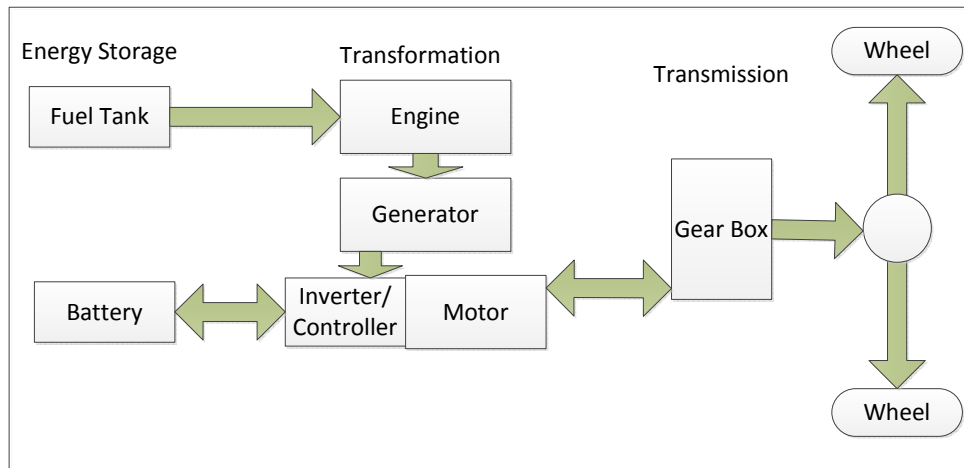 Energy Storage
Transformation
Transmission
Wheel
Fuel Tank
Engine
Generator
Gear Box
Battery
Inverter/
Controller
Motor
Wheel